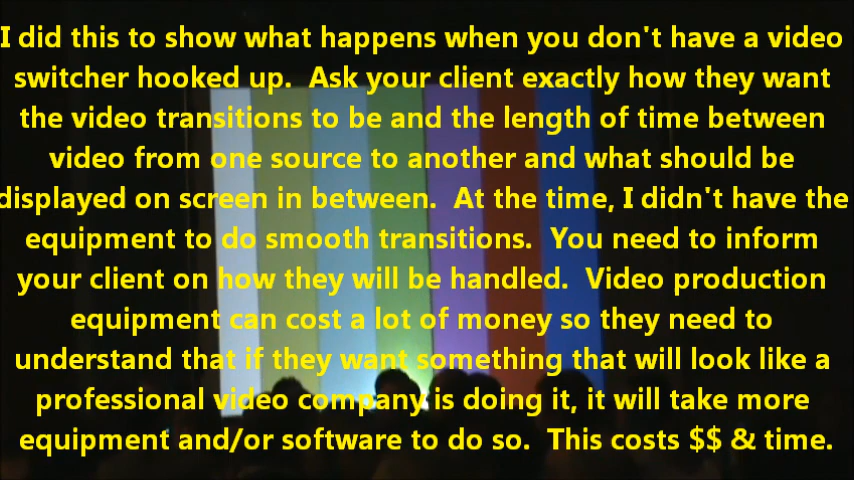 I did this to show what happens when you don't have a video
switcher hooked up.  Ask your client exactly how they want
the video transitions to be and the length of time between
video from one source to another and what should be
displayed on screen in between.  At the time, I didn't have the
equipment to do smooth transitions.  You need to inform
your client on how they will be handled.  Video production
equipment can cost a lot of money so they need to
understand that if they want something that will look like a
professional video company is doing it, it will take more
equipment and/or software to do so.  This costs $$ & time.